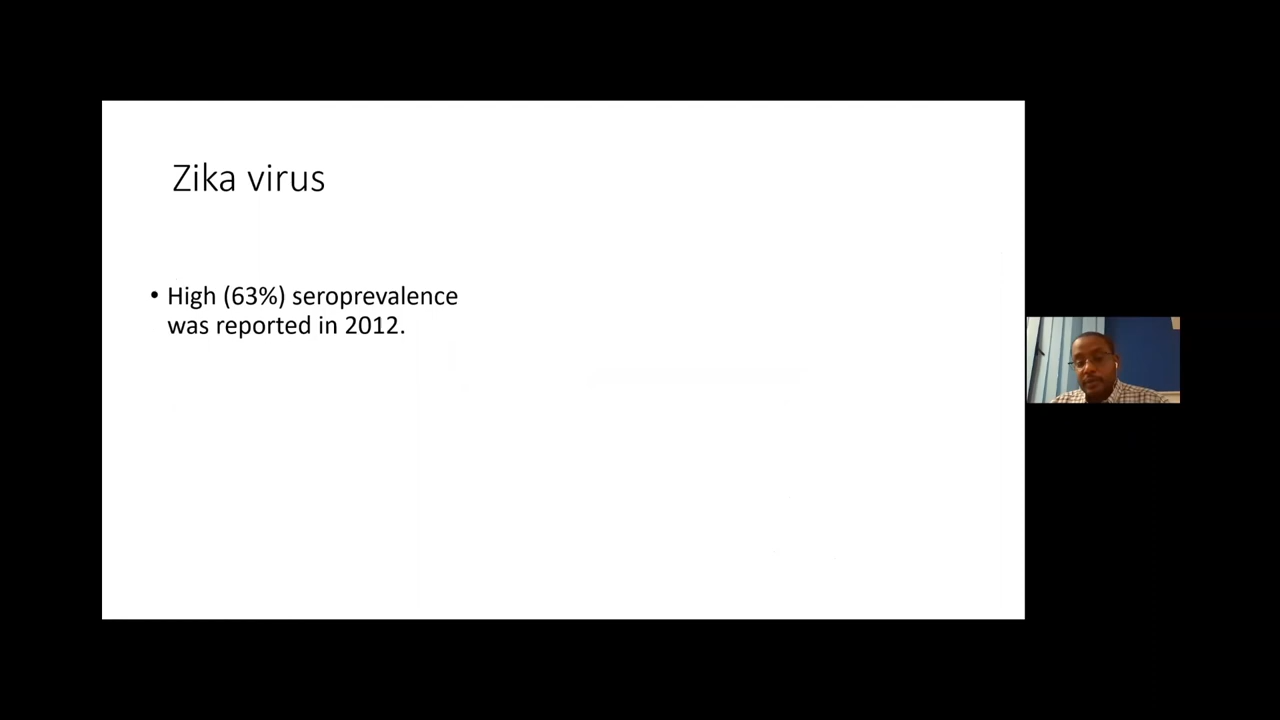 Zika virus
• High (63%) seroprevalence
was reported in 2012.